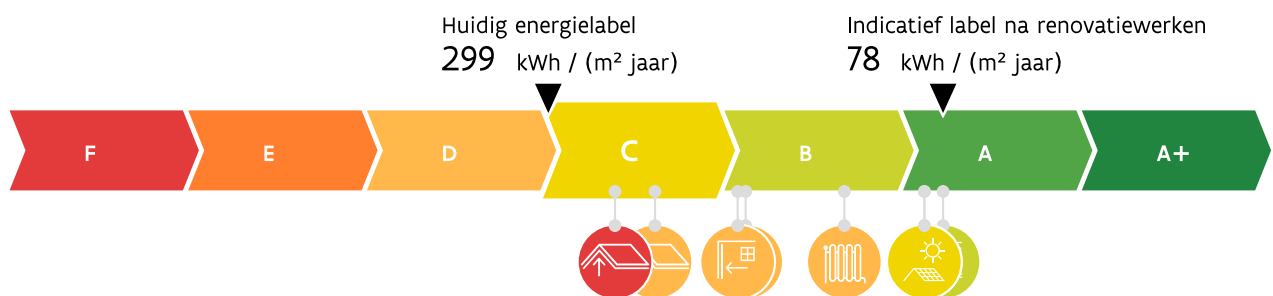 Huidig energielabel
299 kWh / (m² jaar)
Indicatief label na renovatiewerken
78 kWh / (m² jaar)
F E D C B A A+